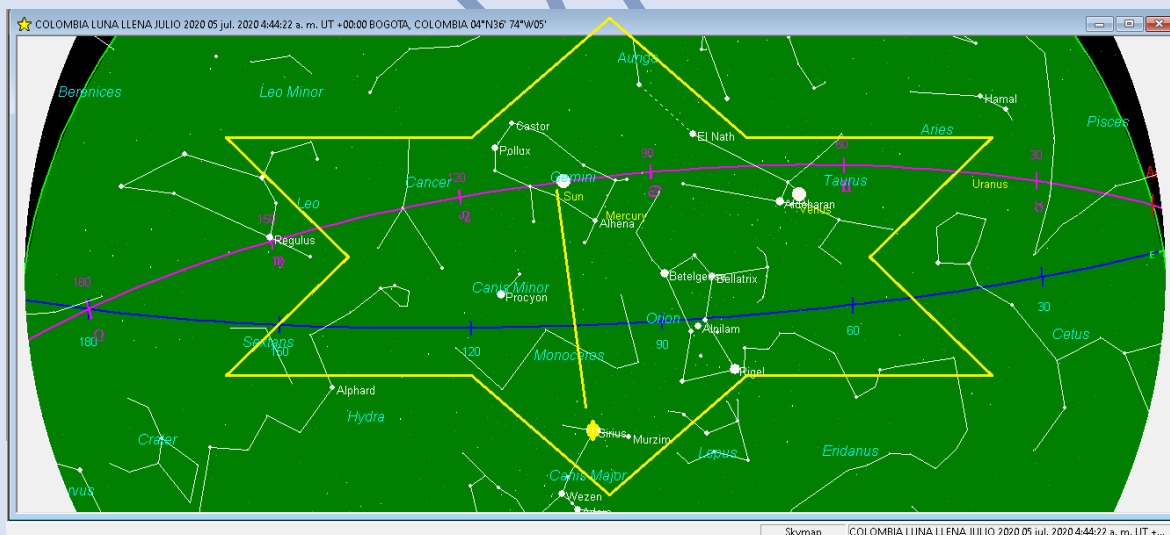 COLOMBIA LUNA LLENA JULIO 2020 05 jul. 2020 4:44:22 a. m. UT +00:00 BOGOTA, COLOMBIA 04°N36' 74°W05'
Auriga
Berenices
Leo Minor
Hamal
Pisces
Castor
El Nath
Aries
Pollux
60
30
90
Cancer
120
Gemini
Taurus
Uranus
Sun
Leo
Aldebaran
Venus
Mercury
Alhena
150
Regulus
Betelgeuse
Bellatrix
180
Canis Minor
Procyon
30
Orion
Alnilam
60
Cetus
Sextans
180
150
120
Monoceros
90
Rigel
Alphard
Hydra
Crater
Sirius
Murzim
Lepus
Eridanus
Canis Major
rvus
Wezen
Skymap
COLOMBIA LUNA LLENA JULIO 2020 05 jul. 2020 4:44:22 a. m. UT +...